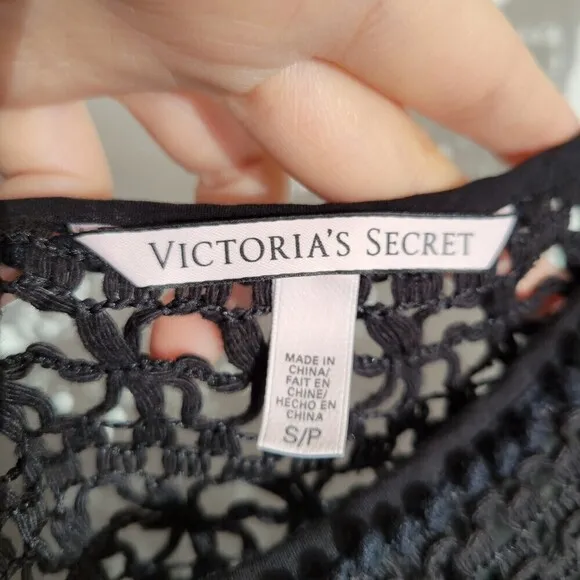 VICTORIA'S SECRET
MADE IN
CHINA/
FAIT EN
CHINE/
HECHO EN
CHINA
S/P